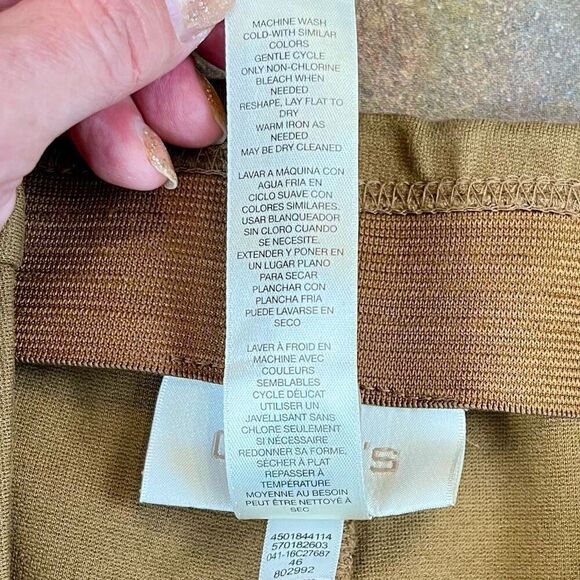 MACHINE WASH
COLD-WITH SIMILAR
COLORS
GENTLE CYCLE
ONLY NON-CHLORINE
BLEACH WHEN
NEEDED
RESHAPE, LAY FLAT TO
DRY
WARM IRON AS
NEEDED
MAY BE DRY CLEANED
LAVAR A MÁQUINA CON
AGUA FRIA EN
CICLO SUAVE CON
COLORES SIMILARES.
USAR BLANQUEADOR
SIN CLORO CUANDO
SE NECESITE.
EXTENDER Y PONER EN
UN LUGAR PLANO
PARA SECAR
PLANCHAR CON
PLANCHA FRIA
PUEDE LAVARSE EN
SECO
LAVER À FROID EN
MACHINE AVEC
COULEURS
SEMBLABLES
CYCLE DÉLICAT
UTILISER UN
JAVELLISANT SANS
CHLORE SEULEMENT
SI NÉCESSAIRE
REDONNER SA FORME,
SÉCHER À PLAT
REPASSER À
TEMPÉRATURE
MOYENNE AU BESOIN
PEUT ÊTRE NETTOYÉ À
SEC
'S
4501844114
570182603
041-16C27687
46
802992